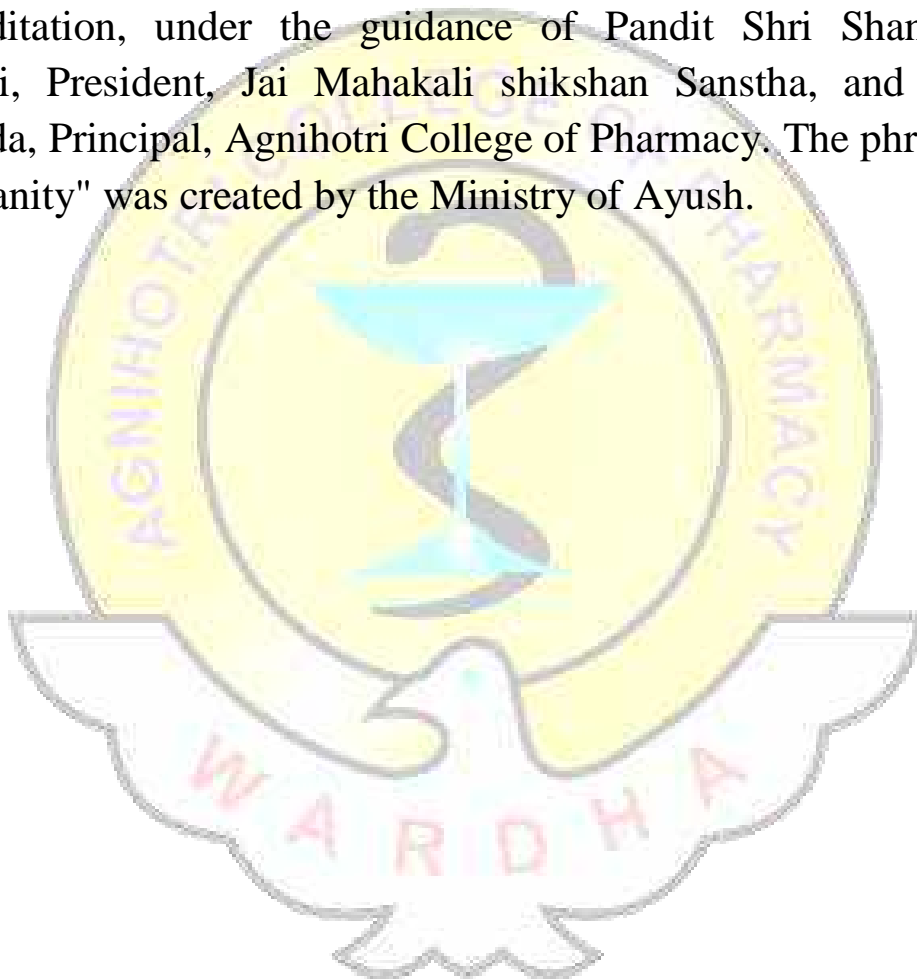 ditation, under the guidance of Pandit Shri Shan
i, President, Jai Mahakali shikshan Sanstha, and
da, Principal, Agnihotri College of Pharmacy. The phr
anity" was created by the Ministry of Ayush.
AGNIHOTRI COLLEGE OF PHARMACY
WARDHA